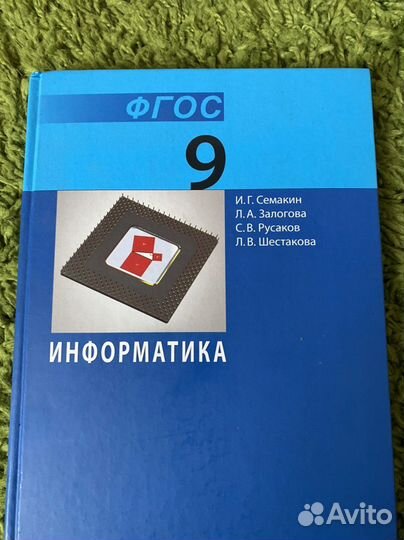 ФГОС
9
И. Г. Семакин
Л. А. Залогова
С. В. Русаков
Л. В. Шестакова
ИНФОРМАТИКА
Avito